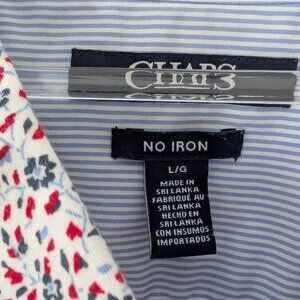 CHAPS
NO IRON
L/G
MADE IN
SRI LANKA
FABRIQUÉ AU
SRI LANKA
HECHO EN
SRI LANKA
CON INSUMOS
IMPORTADOS